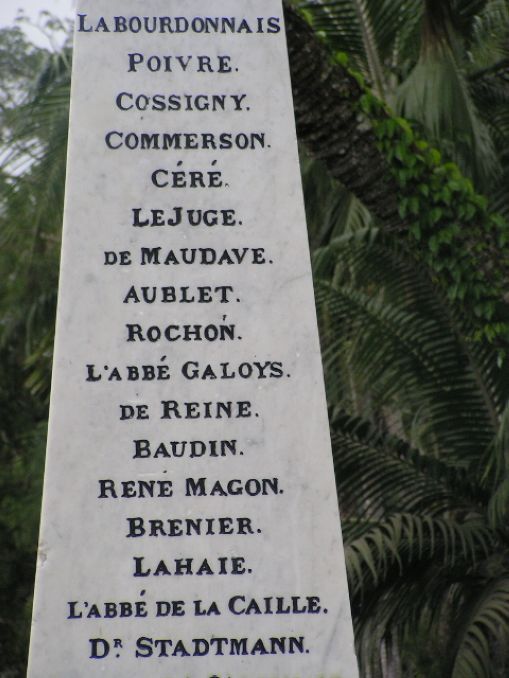 LABOURDONNAIS
POIVRE.
COSSIGNY.
COMMERSON.
CÉRÉ.
LEJUGE.
DE MAUDAVE.
AUBLET.
ROCHON.
L'ABBÉ GALOYS.
DE REINE.
BAUDIN.
RENÉ MAGON.
BRENIER.
LAHAIE.
L'ABBÉ DE LA CAILLE.
DR. STADTMANN.